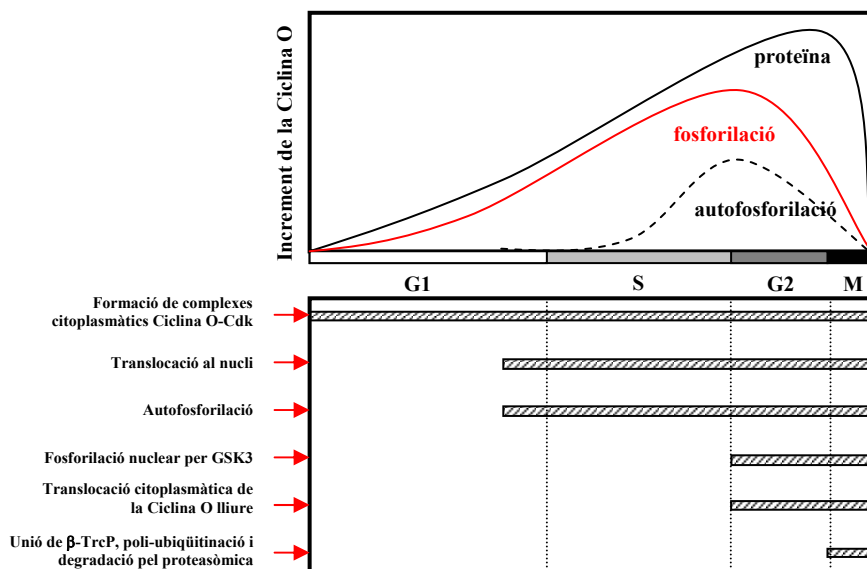 Increment de la Ciclina O
proteïna
fosforilació
autofosforilació
G1 S G2 M
Formació de complexes
citoplasmàtics Ciclina O-Cdk
Translocació al nucli
Autofosforilació
Fosforilació nuclear per GSK3
Translocació citoplasmàtica de
la Ciclina O lliure
Unió de β-TrcP, poli-ubiqüitinació i
degradació pel proteasòmica